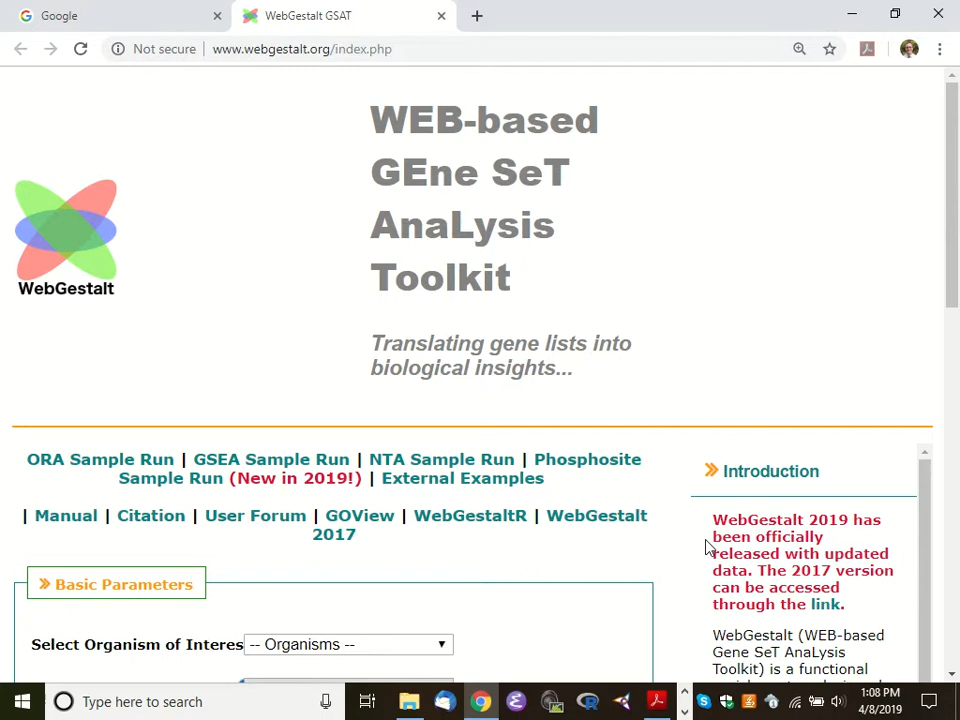 Google
WebGestalt GSAT
Not secure | www.webgestalt.org/index.php
WEB-based
GEne SeT
AnaLysis
Toolkit
WebGestalt
Translating gene lists into
biological insights...
ORA Sample Run | GSEA Sample Run | NTA Sample Run | Phosphosite
Sample Run (New in 2019!) | External Examples
| Manual | Citation | User Forum | GOView | WebGestaltR | WebGestalt
2017
Basic Parameters
Select Organism of Interes
-- Organisms --
Introduction
WebGestalt 2019 has
been officially
released with updated
data. The 2017 version
can be accessed
through the link.
WebGestalt (WEB-based
Gene SeT AnaLysis
Toolkit) is a functional
Type here to search
1:08 PM
4/8/2019